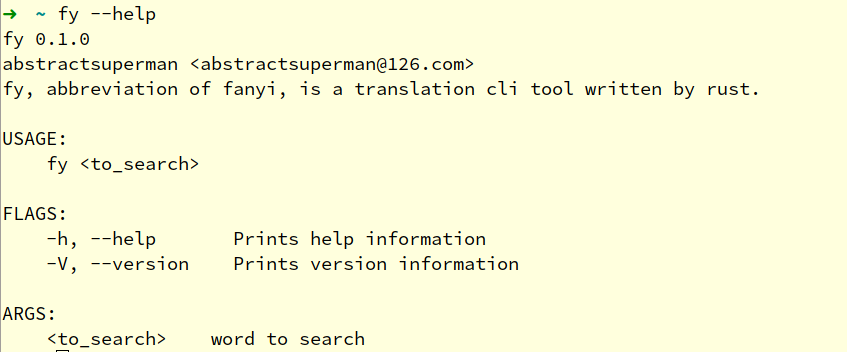 ➜  ~ fy --help
fy 0.1.0
abstractsuperman <abstractsuperman@126.com>
fy, abbreviation of fanyi, is a translation cli tool written by rust.
USAGE:
    fy <to_search>
FLAGS:
    -h, --help       Prints help information
    -V, --version    Prints version information
ARGS:
    <to_search>    word to search